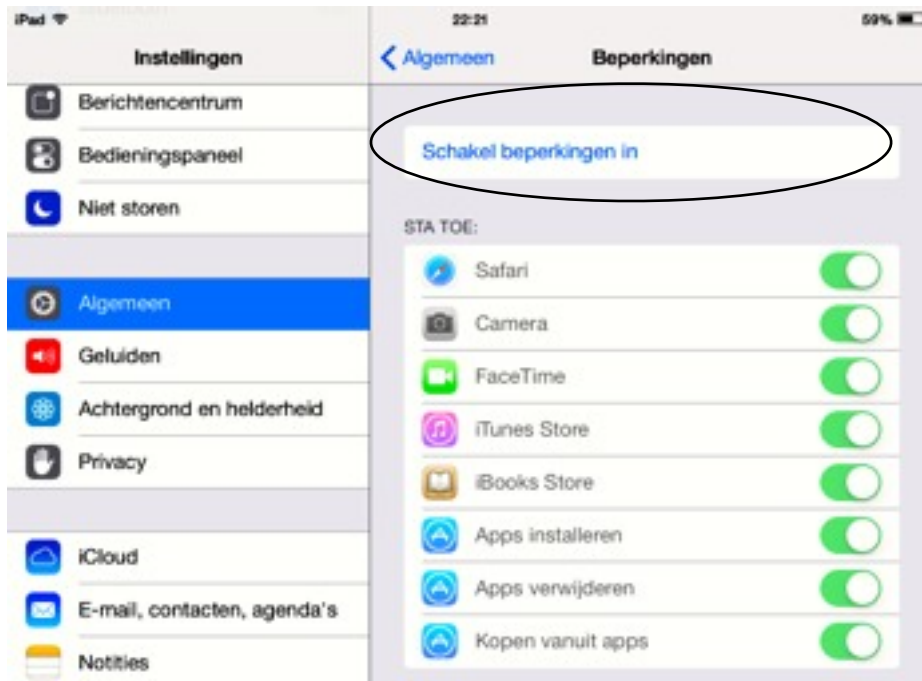 iPad
22:21
59%
Instellingen
Berichtencentrum
Bedieningspaneel
Niet storen
Algemeen
Geluiden
Achtergrond en helderheid
Privacy
iCloud
E-mail, contacten, agenda's
Notities
Algemeen
Beperkingen
Schakel beperkingen in
STA TOE:
Safari
Camera
FaceTime
iTunes Store
iBooks Store
Apps installeren
Apps verwijderen
Kopen vanuit apps